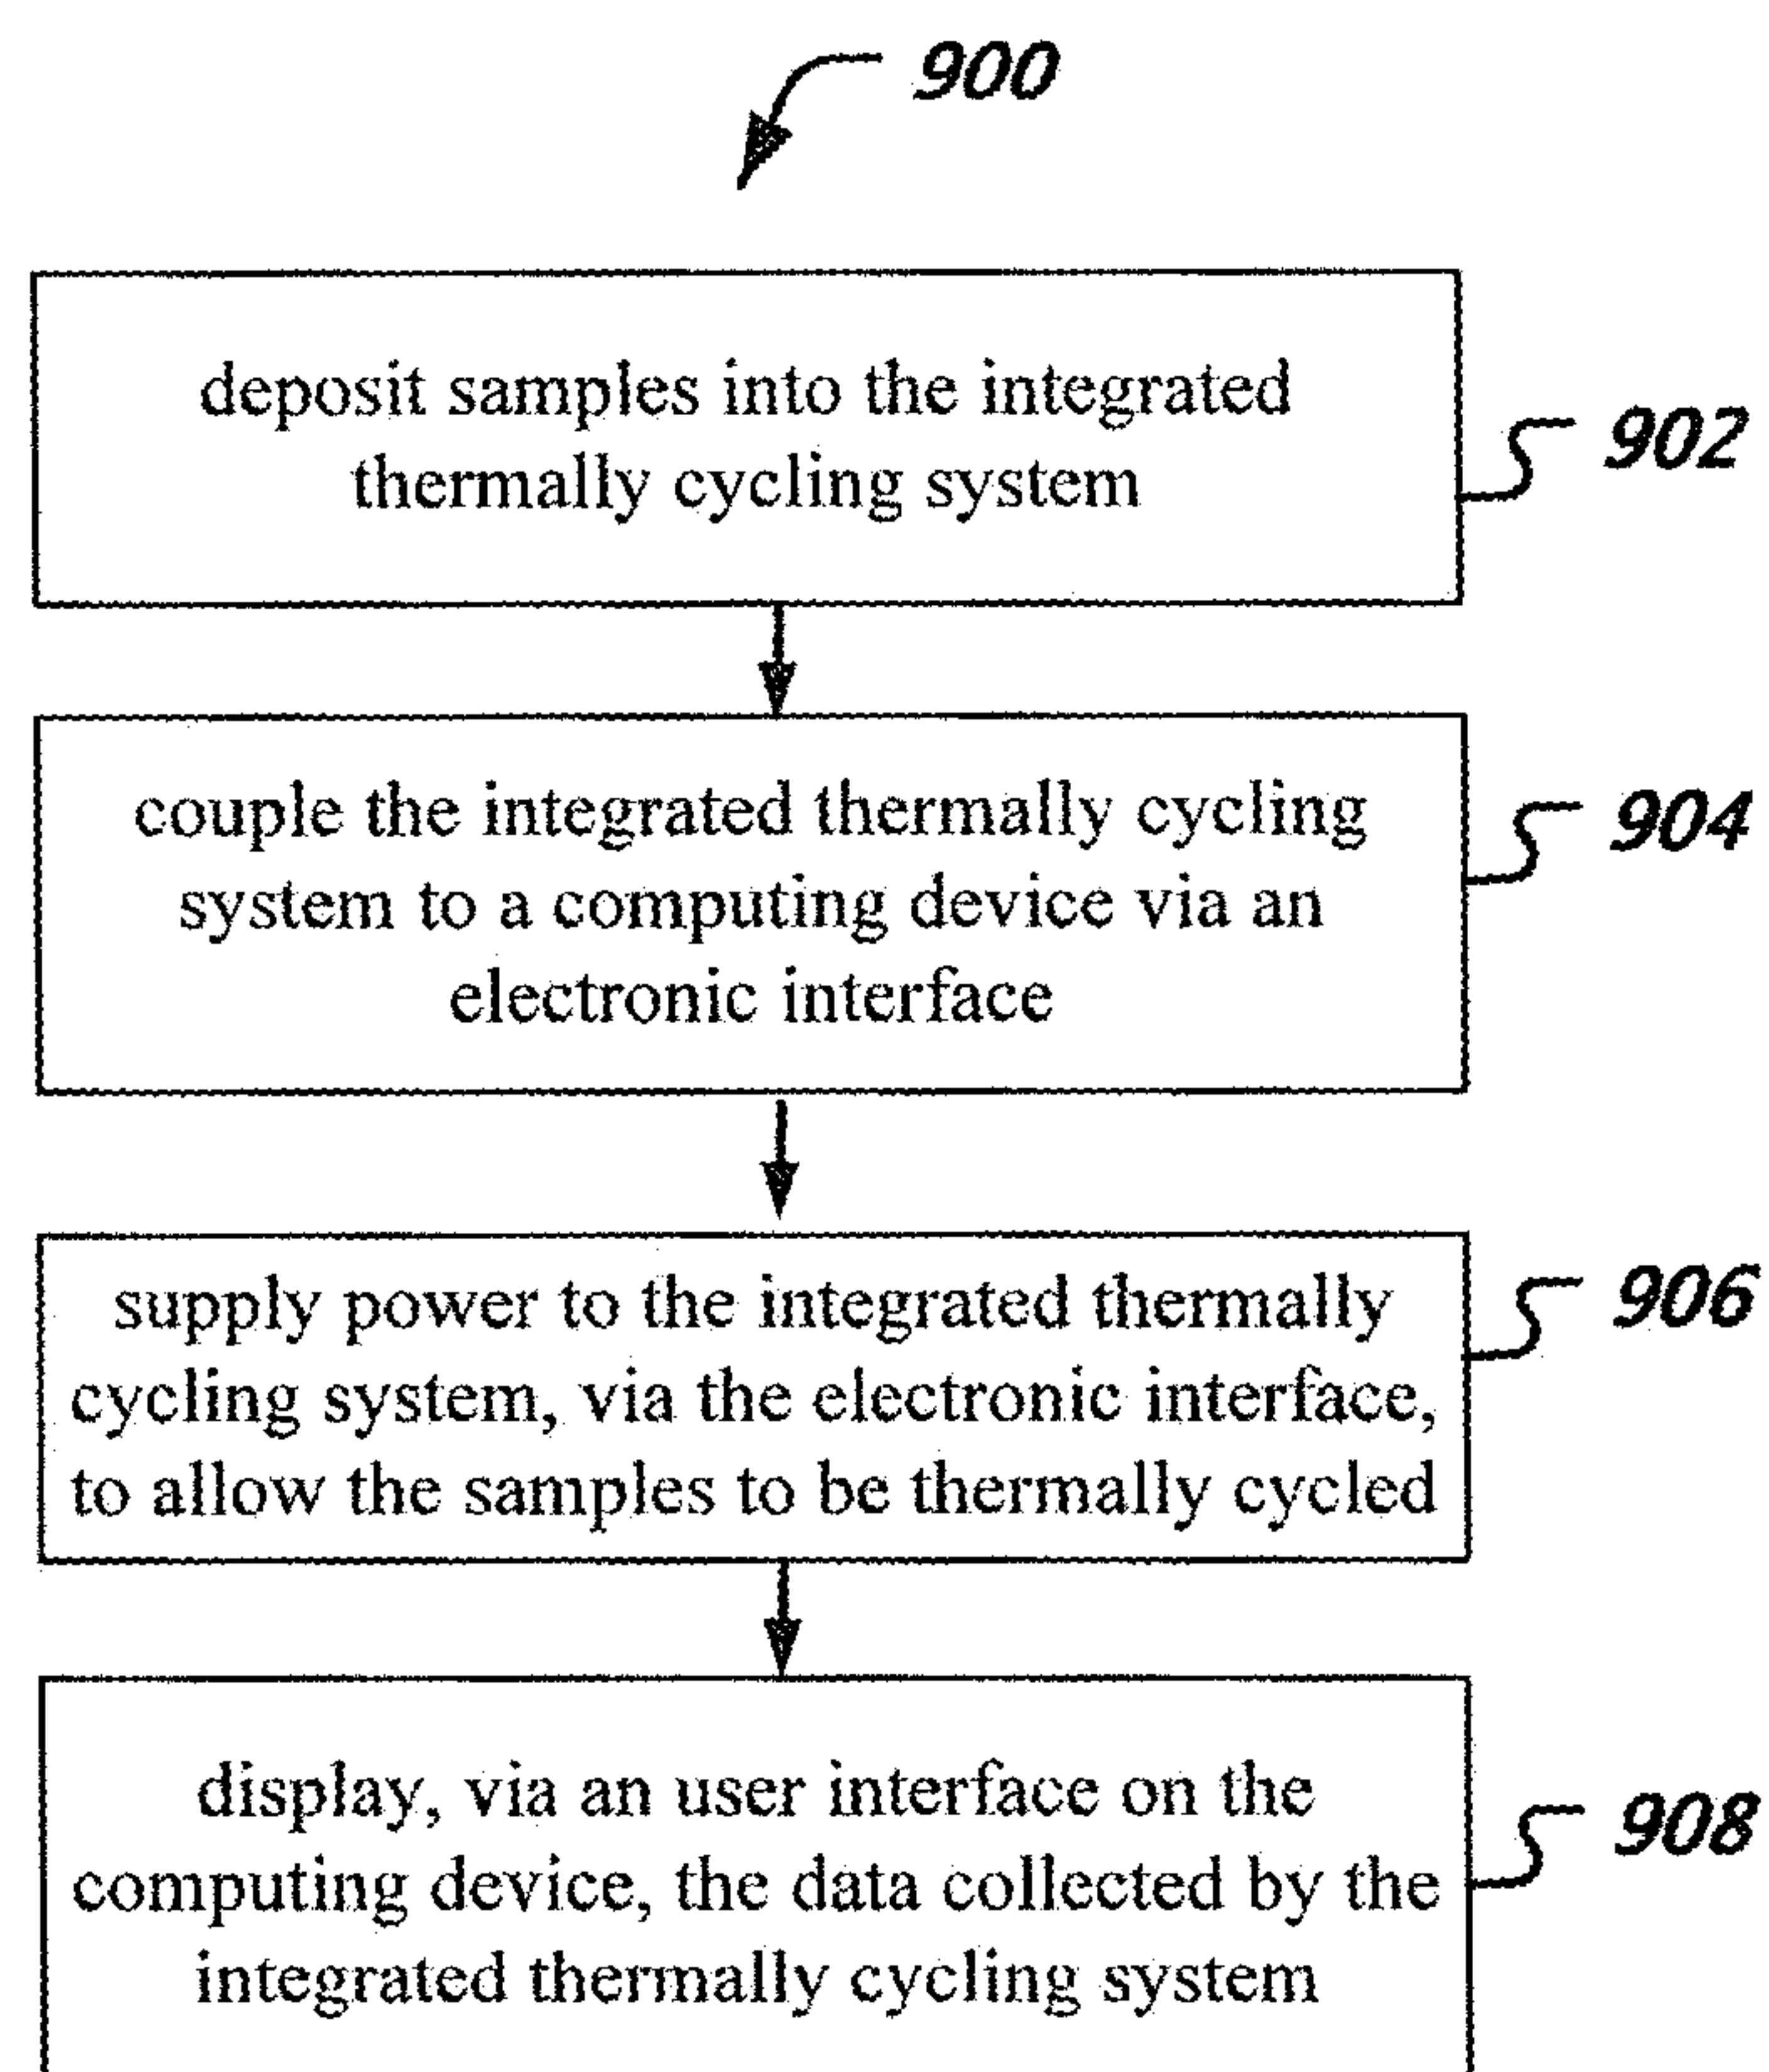 900
deposit samples into the integrated
thermally cycling system
902
couple the integrated thermally cycling
system to a computing device via an
electronic interface
904
supply power to the integrated thermally
cycling system, via the electronic interface,
to allow the samples to be thermally cycled
906
display, via an user interface on the
computing device, the data collected by the
integrated thermally cycling system
908